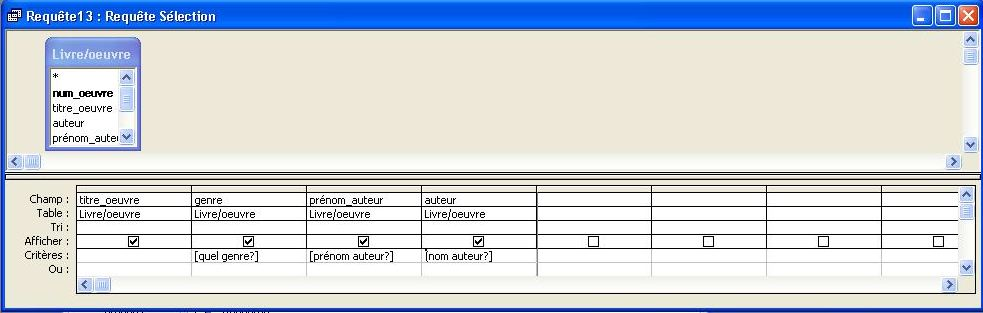 Requête13 : Requête Sélection
Livre/oeuvre
*
num_oeuvre
titre_oeuvre
auteur
prénom_auteu
Champ : titre_oeuvre genre prénom_auteur auteur
Table : Livre/oeuvre Livre/oeuvre Livre/oeuvre Livre/oeuvre
Tri :
Afficher :
Critères : [quel genre?] [prénom auteur?] [nom auteur?]
Ou :